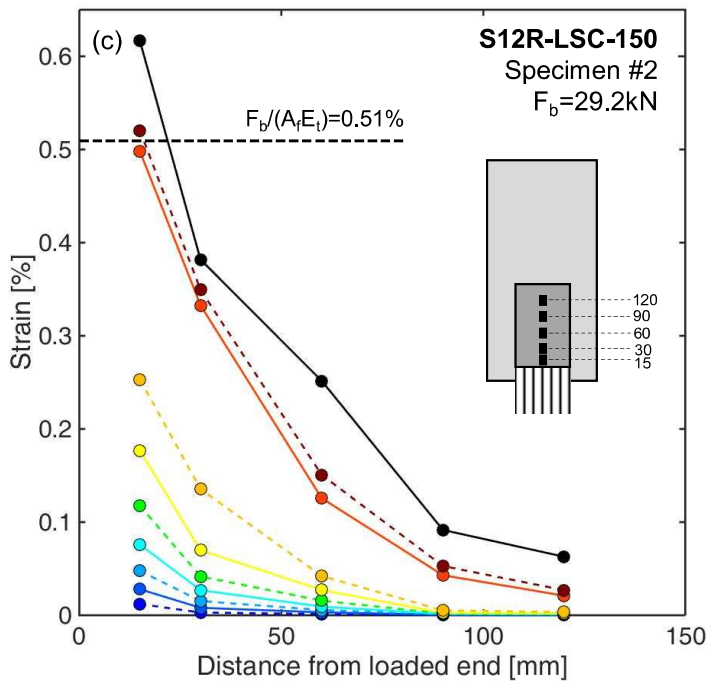 (c)
S12R-LSC-150
Specimen #2
F_b=29.2kN
F_b/(A_fE_t)=0.51%
0.6
0.5
0.4
0.3
0.2
0.1
0
Strain [%]
120
90
60
30
15
0
50
100
150
Distance from loaded end [mm]